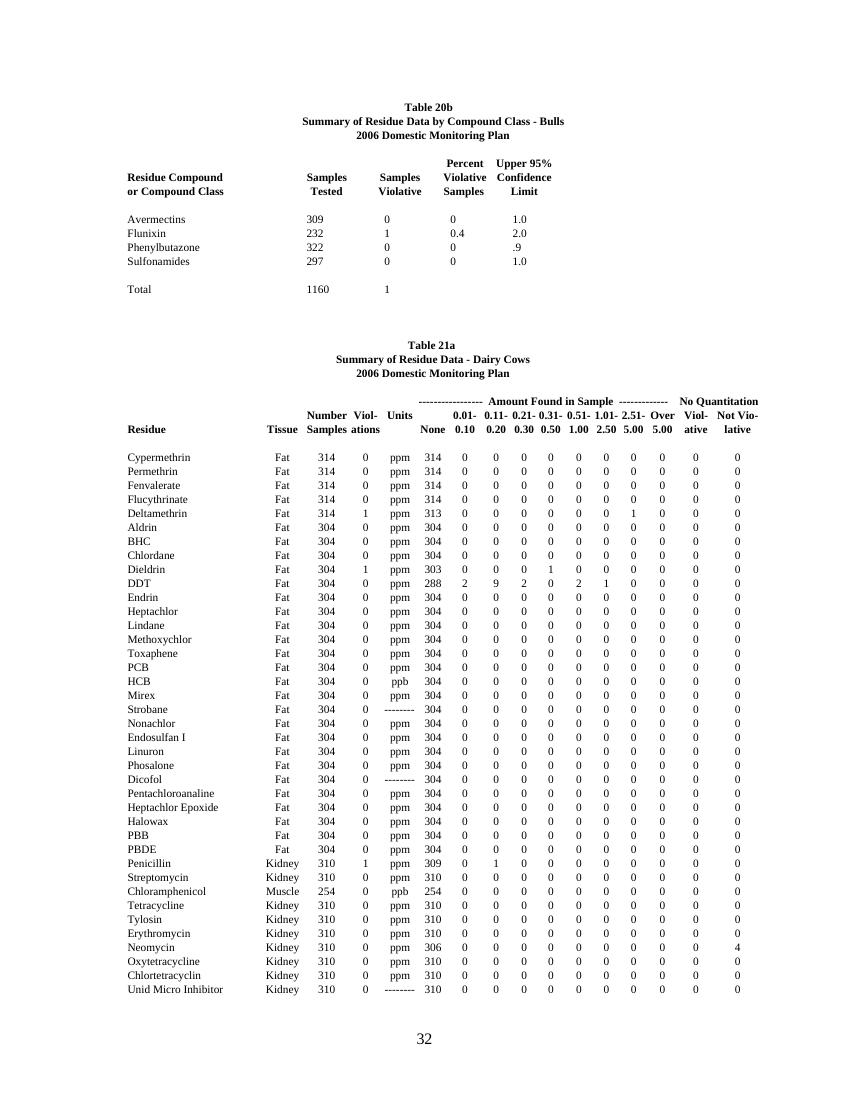 Table 20b
Summary of Residue Data by Compound Class - Bulls
2006 Domestic Monitoring Plan
Percent Upper 95%
Residue Compound Samples Samples Violative Confidence
or Compound Class Tested Violative Samples Limit
Avermectins 309 0 0 1.0
Flunixin 232 1 0.4 2.0
Phenylbutazone 322 0 0 .9
Sulfonamides 297 0 0 1.0
Total 1160 1
Table 21a
Summary of Residue Data - Dairy Cows
2006 Domestic Monitoring Plan
----------------- Amount Found in Sample ------------- No Quantitation
Number Viol- Units 0.01- 0.11- 0.21- 0.31- 0.51- 1.01- 2.51- Over Viol- Not Vio-
Residue Tissue Samples ations None 0.10 0.20 0.30 0.50 1.00 2.50 5.00 5.00 ative lative
Cypermethrin Fat 314 0 ppm 314 0 0 0 0 0 0 0 0 0 0
Permethrin Fat 314 0 ppm 314 0 0 0 0 0 0 0 0 0 0
Fenvalerate Fat 314 0 ppm 314 0 0 0 0 0 0 0 0 0 0
Flucythrinate Fat 314 0 ppm 314 0 0 0 0 0 0 0 0 0 0
Deltamethrin Fat 314 1 ppm 313 0 0 0 0 0 0 1 0 0 0
Aldrin Fat 304 0 ppm 304 0 0 0 0 0 0 0 0 0 0
BHC Fat 304 0 ppm 304 0 0 0 0 0 0 0 0 0 0
Chlordane Fat 304 0 ppm 304 0 0 0 0 0 0 0 0 0 0
Dieldrin Fat 304 1 ppm 303 0 0 0 1 0 0 0 0 0 0
DDT Fat 304 0 ppm 288 2 9 2 0 2 1 0 0 0 0
Endrin Fat 304 0 ppm 304 0 0 0 0 0 0 0 0 0 0
Heptachlor Fat 304 0 ppm 304 0 0 0 0 0 0 0 0 0 0
Lindane Fat 304 0 ppm 304 0 0 0 0 0 0 0 0 0 0
Methoxychlor Fat 304 0 ppm 304 0 0 0 0 0 0 0 0 0 0
Toxaphene Fat 304 0 ppm 304 0 0 0 0 0 0 0 0 0 0
PCB Fat 304 0 ppm 304 0 0 0 0 0 0 0 0 0 0
HCB Fat 304 0 ppb 304 0 0 0 0 0 0 0 0 0 0
Mirex Fat 304 0 ppm 304 0 0 0 0 0 0 0 0 0 0
Strobane Fat 304 0 -------- 304 0 0 0 0 0 0 0 0 0 0
Nonachlor Fat 304 0 ppm 304 0 0 0 0 0 0 0 0 0 0
Endosulfan I Fat 304 0 ppm 304 0 0 0 0 0 0 0 0 0 0
Linuron Fat 304 0 ppm 304 0 0 0 0 0 0 0 0 0 0
Phosalone Fat 304 0 ppm 304 0 0 0 0 0 0 0 0 0 0
Dicofol Fat 304 0 -------- 304 0 0 0 0 0 0 0 0 0 0
Pentachloroanaline Fat 304 0 ppm 304 0 0 0 0 0 0 0 0 0 0
Heptachlor Epoxide Fat 304 0 ppm 304 0 0 0 0 0 0 0 0 0 0
Halowax Fat 304 0 ppm 304 0 0 0 0 0 0 0 0 0 0
PBB Fat 304 0 ppm 304 0 0 0 0 0 0 0 0 0 0
PBDE Fat 304 0 ppm 304 0 0 0 0 0 0 0 0 0 0
Penicillin Kidney 310 1 ppm 309 0 1 0 0 0 0 0 0 0 0
Streptomycin Kidney 310 0 ppm 310 0 0 0 0 0 0 0 0 0 0
Chloramphenicol Muscle 254 0 ppb 254 0 0 0 0 0 0 0 0 0 0
Tetracycline Kidney 310 0 ppm 310 0 0 0 0 0 0 0 0 0 0
Tylosin Kidney 310 0 ppm 310 0 0 0 0 0 0 0 0 0 0
Erythromycin Kidney 310 0 ppm 310 0 0 0 0 0 0 0 0 0 0
Neomycin Kidney 310 0 ppm 306 0 0 0 0 0 0 0 0 0 4
Oxytetracycline Kidney 310 0 ppm 310 0 0 0 0 0 0 0 0 0 0
Chlortetracyclin Kidney 310 0 ppm 310 0 0 0 0 0 0 0 0 0 0
Unid Micro Inhibitor Kidney 310 0 -------- 310 0 0 0 0 0 0 0 0 0 0
32